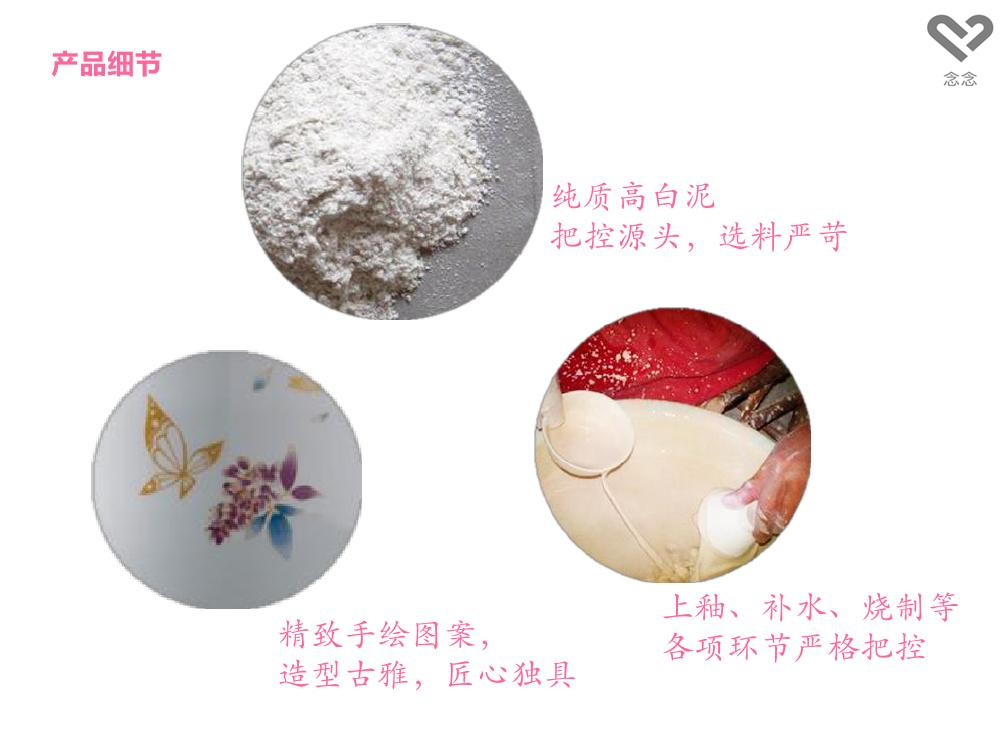 产品细节
念念
纯质高白泥
把控源头，选料严苛
上釉、补水、烧制等
各项环节严格把控
精致手绘图案，
造型古雅，匠心独具